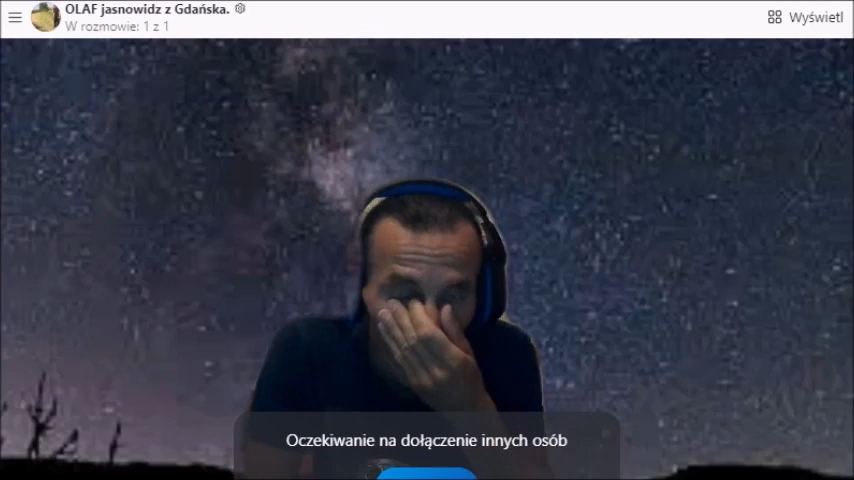 OLAF jasnowidz z Gdańska.
W rozmowie: 1 z 1
Wyświetl
Oczekiwanie na dołączenie innych osób